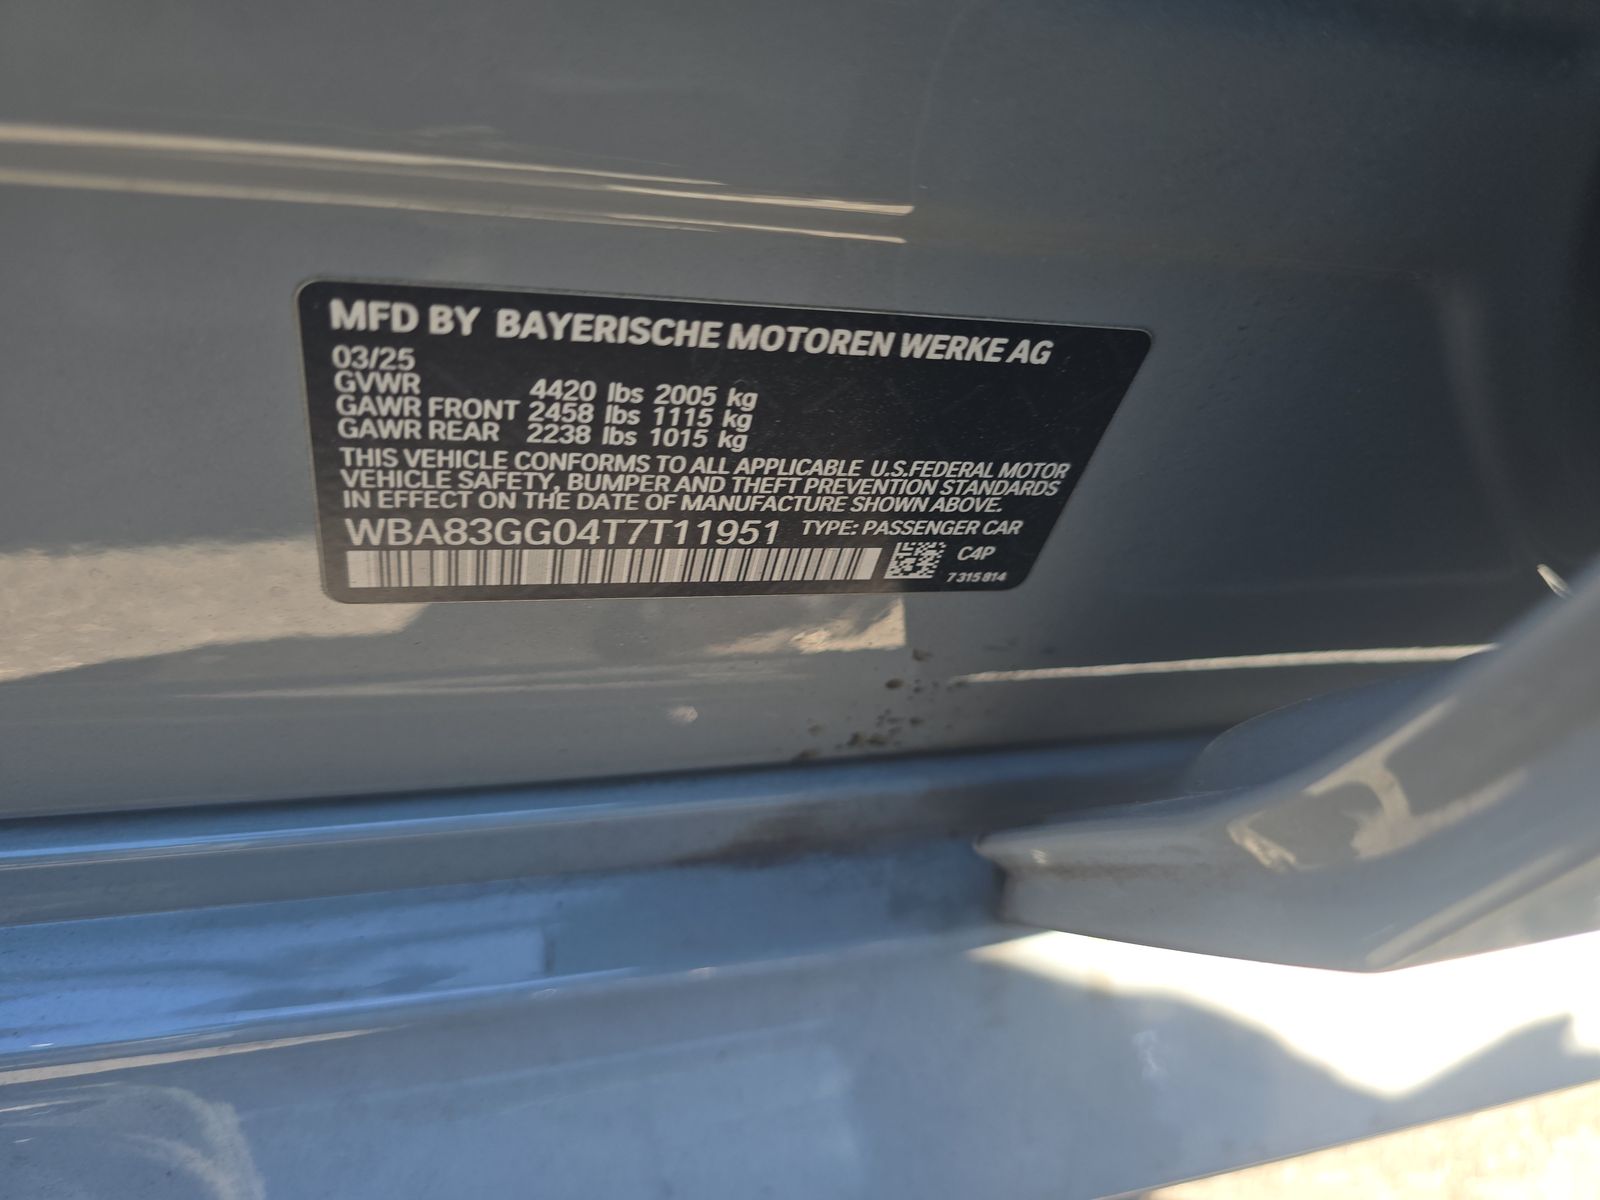 MFD BY BAYERISCHE MOTOREN WERKE AG
03/25
GVWR 4420 lbs 2005 kg
GAWR FRONT 2458 lbs 1115 kg
GAWR REAR 2238 lbs 1015 kg
THIS VEHICLE CONFORMS TO ALL APPLICABLE U.S.FEDERAL MOTOR
VEHICLE SAFETY, BUMPER AND THEFT PREVENTION STANDARDS
IN EFFECT ON THE DATE OF MANUFACTURE SHOWN ABOVE.
WBA83GG04T7T11951 TYPE: PASSENGER CAR
C4P
7 315 814